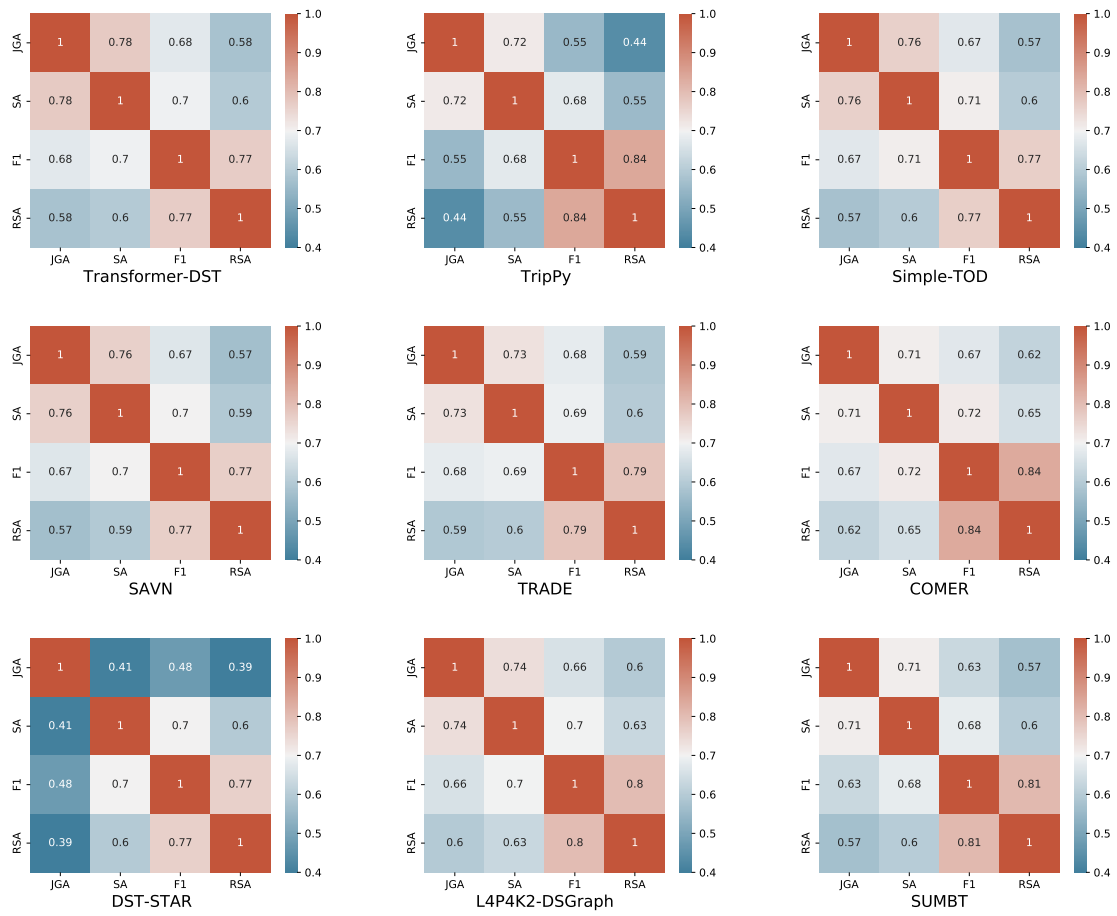 JGA 1 0.78 0.68 0.58
SA 0.78 1 0.7 0.6
F1 0.68 0.7 1 0.77
RSA 0.58 0.6 0.77 1
JGA SA F1 RSA
Transformer-DST
1.0
0.9
0.8
0.7
0.6
0.5
0.4
JGA 1 0.72 0.55 0.44
SA 0.72 1 0.68 0.55
F1 0.55 0.68 1 0.84
RSA 0.44 0.55 0.84 1
JGA SA F1 RSA
TripPy
1.0
0.9
0.8
0.7
0.6
0.5
0.4
JGA 1 0.76 0.67 0.57
SA 0.76 1 0.71 0.6
F1 0.67 0.71 1 0.77
RSA 0.57 0.6 0.77 1
JGA SA F1 RSA
Simple-TOD
1.0
0.9
0.8
0.7
0.6
0.5
0.4
JGA 1 0.76 0.67 0.57
SA 0.76 1 0.7 0.59
F1 0.67 0.7 1 0.77
RSA 0.57 0.59 0.77 1
JGA SA F1 RSA
SAVN
1.0
0.9
0.8
0.7
0.6
0.5
0.4
JGA 1 0.73 0.68 0.59
SA 0.73 1 0.69 0.6
F1 0.68 0.69 1 0.79
RSA 0.59 0.6 0.79 1
JGA SA F1 RSA
TRADE
1.0
0.9
0.8
0.7
0.6
0.5
0.4
JGA 1 0.71 0.67 0.62
SA 0.71 1 0.72 0.65
F1 0.67 0.72 1 0.84
RSA 0.62 0.65 0.84 1
JGA SA F1 RSA
COMER
1.0
0.9
0.8
0.7
0.6
0.5
0.4
JGA 1 0.41 0.48 0.39
SA 0.41 1 0.7 0.6
F1 0.48 0.7 1 0.77
RSA 0.39 0.6 0.77 1
JGA SA F1 RSA
DST-STAR
1.0
0.9
0.8
0.7
0.6
0.5
0.4
JGA 1 0.74 0.66 0.6
SA 0.74 1 0.7 0.63
F1 0.66 0.7 1 0.8
RSA 0.6 0.63 0.8 1
JGA SA F1 RSA
L4P4K2-DSGraph
1.0
0.9
0.8
0.7
0.6
0.5
0.4
JGA 1 0.71 0.63 0.57
SA 0.71 1 0.68 0.6
F1 0.63 0.68 1 0.81
RSA 0.57 0.6 0.81 1
JGA SA F1 RSA
SUMBT
1.0
0.9
0.8
0.7
0.6
0.5
0.4